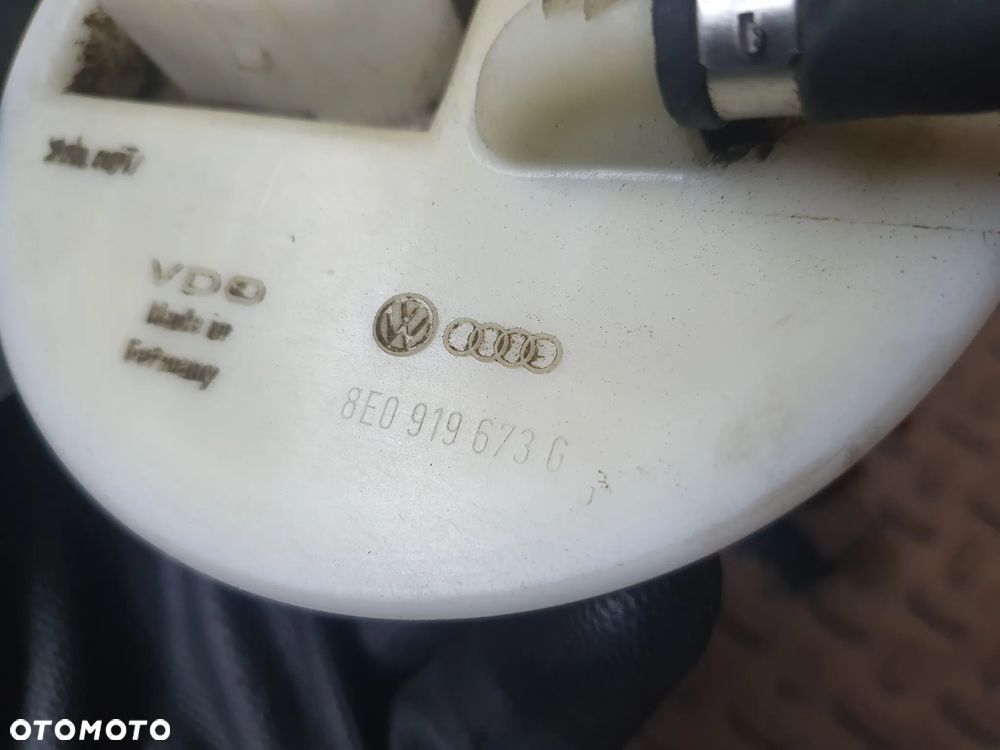 VDO
Made in
Germany
8E0 919 673 G
OTOMOTO